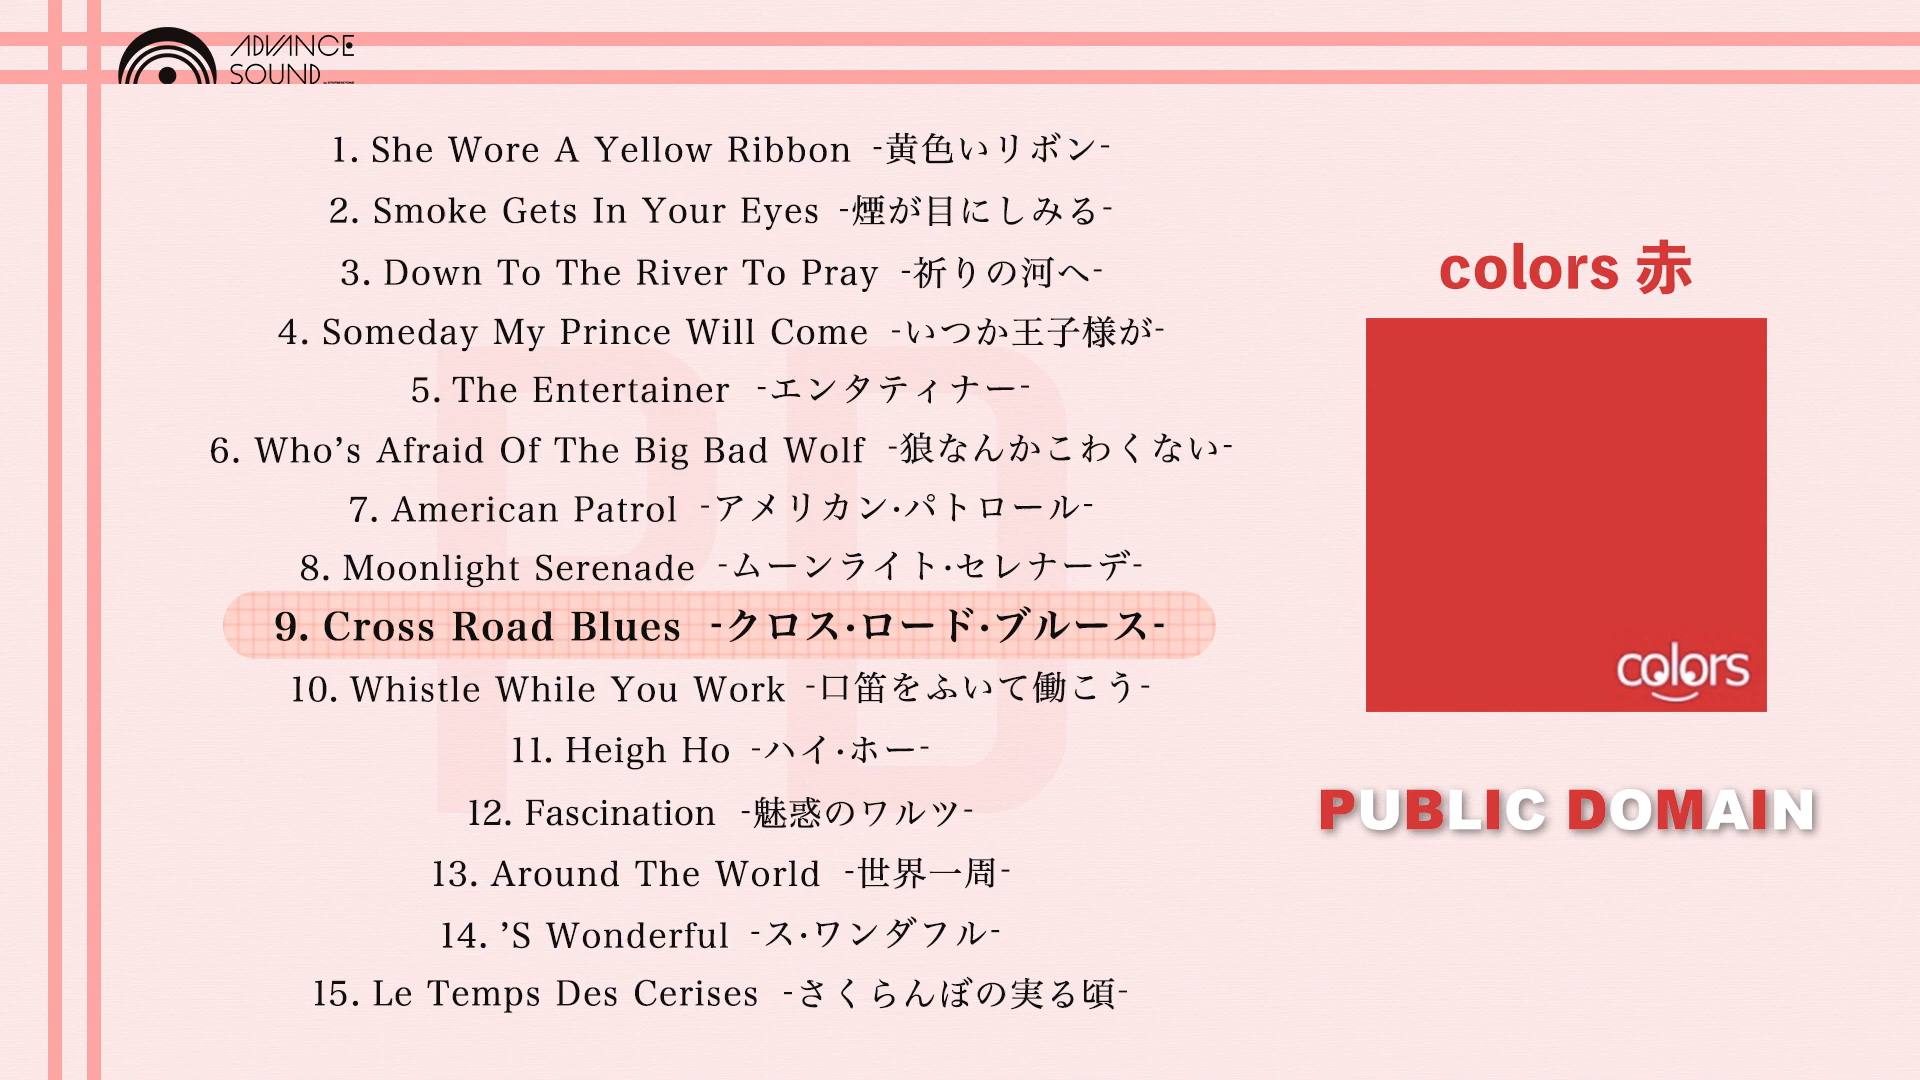 ADVANCE
SOUND
1. She Wore A Yellow Ribbon -黄色いリボン-
2. Smoke Gets In Your Eyes -煙が目にしみる-
3. Down To The River To Pray -祈りの河へ-
4. Someday My Prince Will Come -いつか王子様が-
5. The Entertainer -エンタティナー-
6. Who’s Afraid Of The Big Bad Wolf -狼なんかこわくない-
7. American Patrol -アメリカン·パトロール-
8. Moonlight Serenade -ムーンライト·セレナーデ-
9. Cross Road Blues -クロス·ロード·ブルース-
10. Whistle While You Work -口笛をふいて働こう-
11. Heigh Ho -ハイ·ホー-
12. Fascination -魅惑のワルツ-
13. Around The World -世界一周-
14. ’S Wonderful -ス·ワンダフル-
15. Le Temps Des Cerises -さくらんぼの実る頃-
PD
colors 赤
colors
PUBLIC DOMAIN